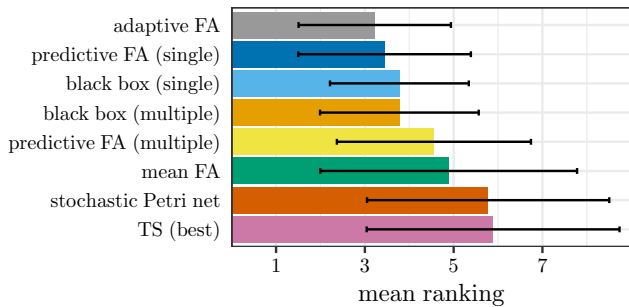 adaptive FA
predictive FA (single)
black box (single)
black box (multiple)
predictive FA (multiple)
mean FA
stochastic Petri net
TS (best)
1 3 5 7
mean ranking